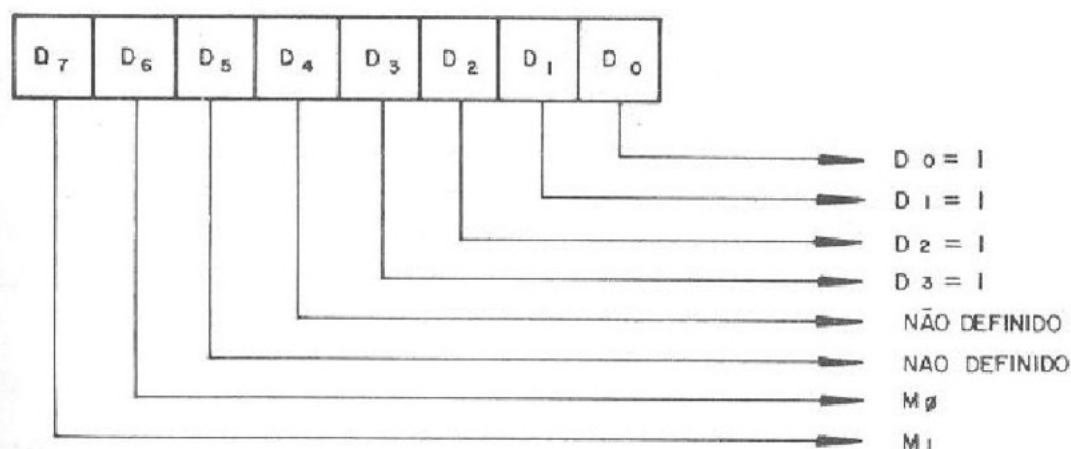 D7 D6 D5 D4 D3 D2 D1 D0
D0 = 1
D1 = 1
D2 = 1
D3 = 1
NÃO DEFINIDO
NAO DEFINIDO
MØ
M1